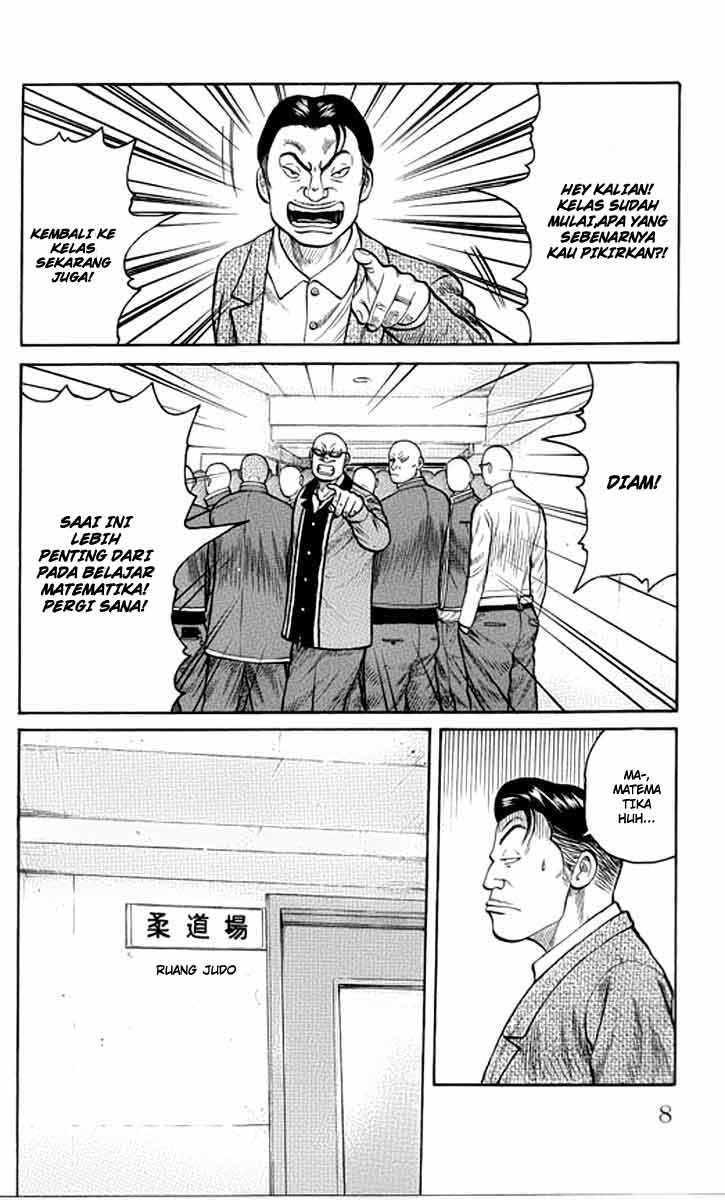 HEY KALIAN!
KELAS SUDAH
MULAI,APA YANG
SEBENARNYA
KAU PIKIRKAN?!
KEMBALI KE
KELAS
SEKARANG
JUGA!
DIAM!
SAAI INI
LEBIH
PENTING DARI
PADA BELAJAR
MATEMATIKA!
PERGI SANA!
MA-,
MATEMA
TIKA
HUH...
柔道場
RUANG JUDO
8